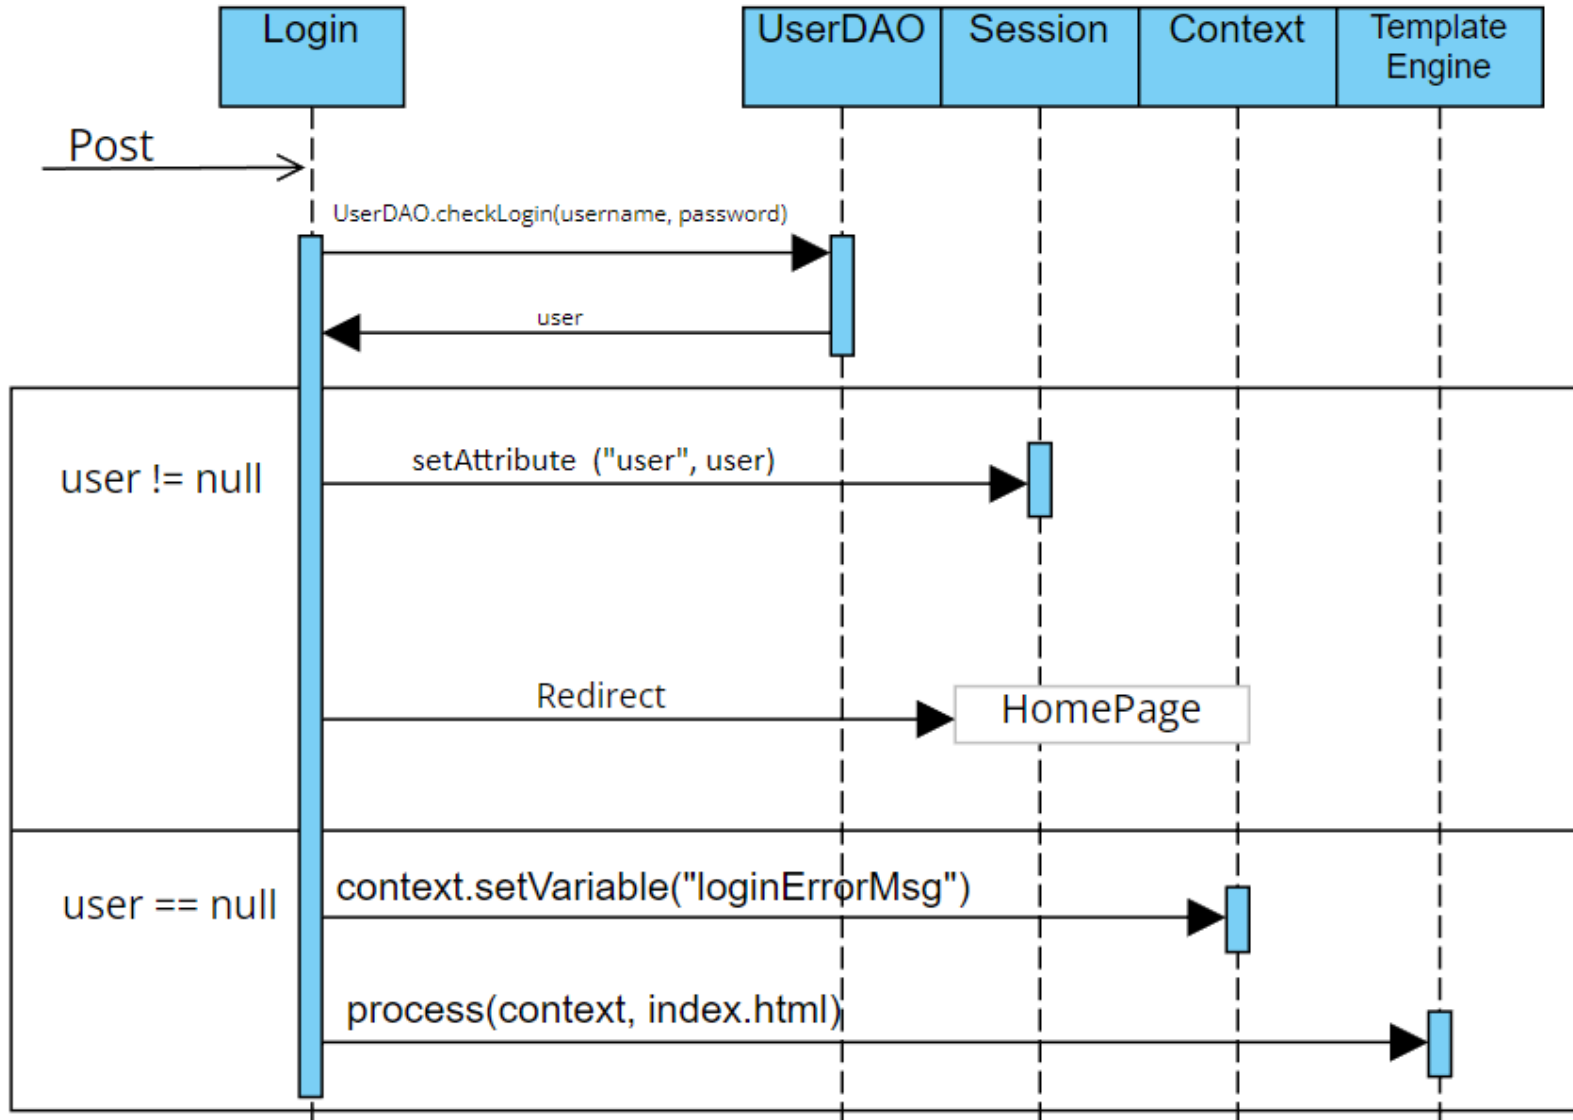 Login
UserDAO
Session
Context
Template
Engine
Post
UserDAO.checkLogin(username, password)
user
user != null
setAttribute ("user", user)
Redirect
HomePage
user == null
context.setVariable("loginErrorMsg")
process(context, index.html)